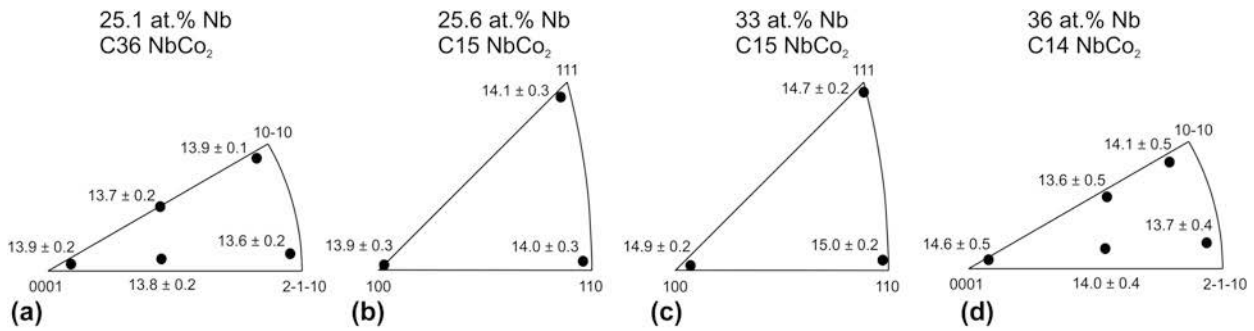 25.1 at.% Nb
C36 NbCo₂
10-10
13.9 ± 0.1
13.7 ± 0.2
13.9 ± 0.2
13.6 ± 0.2
0001
13.8 ± 0.2
2-1-10
(a)
25.6 at.% Nb
C15 NbCo₂
111
14.1 ± 0.3
13.9 ± 0.3
14.0 ± 0.3
100
110
(b)
33 at.% Nb
C15 NbCo₂
111
14.7 ± 0.2
14.9 ± 0.2
15.0 ± 0.2
100
110
(c)
36 at.% Nb
C14 NbCo₂
10-10
14.1 ± 0.5
13.6 ± 0.5
13.7 ± 0.4
14.6 ± 0.5
0001
14.0 ± 0.4
2-1-10
(d)